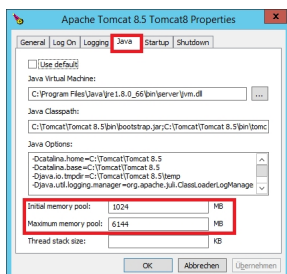 Apache Tomcat 8.5 Tomcat8 Properties
x
General Log On Logging Java Startup Shutdown
Use default
Java Virtual Machine:
C:\Program Files\Java\jre1.8.0_66\bin\server\jvm.dll
...
Java Classpath:
C:\Tomcat\Tomcat 8.5\bin\bootstrap.jar;C:\Tomcat\Tomcat 8.5\bin\tomc
Java Options:
-Dcatalina.home=C:\Tomcat\Tomcat 8.5
-Dcatalina.base=C:\Tomcat\Tomcat 8.5
-Djava.io.tmpdir=C:\Tomcat\Tomcat 8.5\temp
-Djava.util.logging.manager=org.apache.juli.ClassLoaderLogManage
Initial memory pool: 1024 MB
Maximum memory pool: 6144 MB
Thread stack size: KB
OK Abbrechen Übernehmen